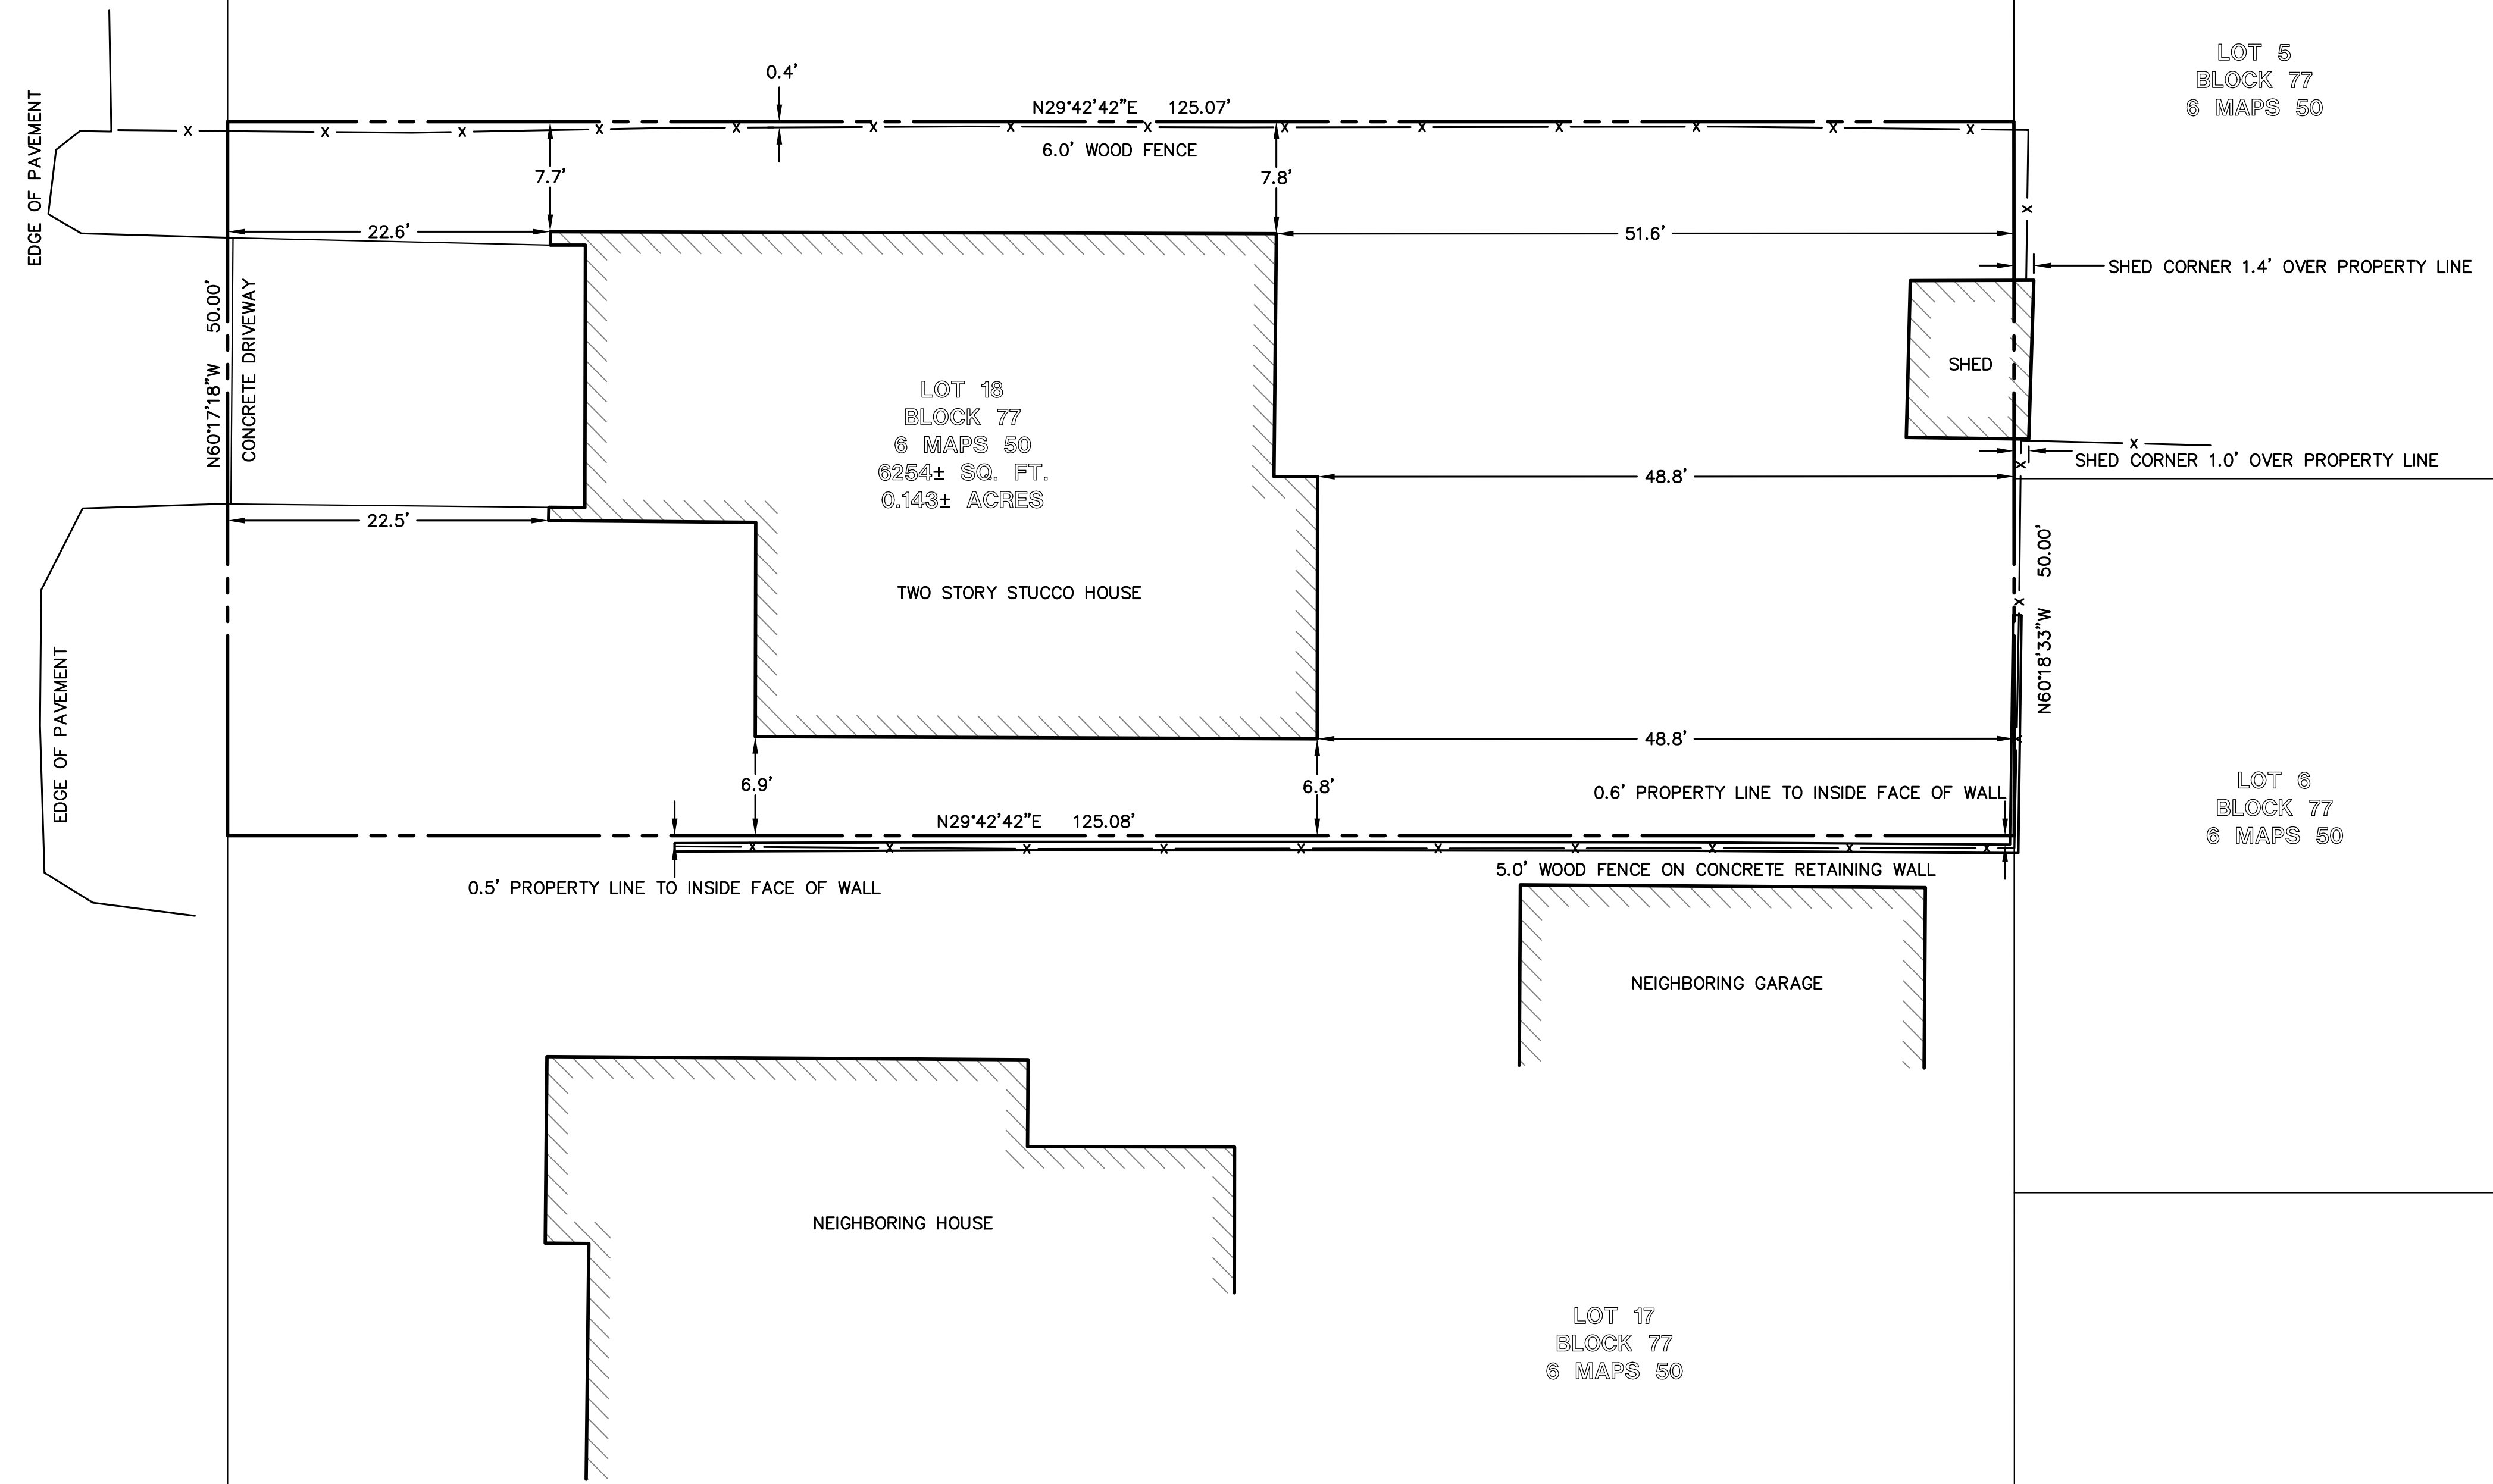 LOT 5
BLOCK 77
6 MAPS 50
0.4'
N29°42'42"E 125.07'
6.0' WOOD FENCE
EDGE OF PAVEMENT
7.7'
7.8'
22.6'
51.6'
SHED CORNER 1.4' OVER PROPERTY LINE
N60°17'18"W 50.00'
CONCRETE DRIVEWAY
SHED
LOT 18
BLOCK 77
6 MAPS 50
6254± SQ. FT.
0.143± ACRES
SHED CORNER 1.0' OVER PROPERTY LINE
48.8'
22.5'
TWO STORY STUCCO HOUSE
N60°18'33"W 50.00'
EDGE OF PAVEMENT
48.8'
6.9'
6.8'
0.6' PROPERTY LINE TO INSIDE FACE OF WALL
LOT 6
BLOCK 77
6 MAPS 50
N29°42'42"E 125.08'
5.0' WOOD FENCE ON CONCRETE RETAINING WALL
0.5' PROPERTY LINE TO INSIDE FACE OF WALL
NEIGHBORING GARAGE
NEIGHBORING HOUSE
LOT 17
BLOCK 77
6 MAPS 50